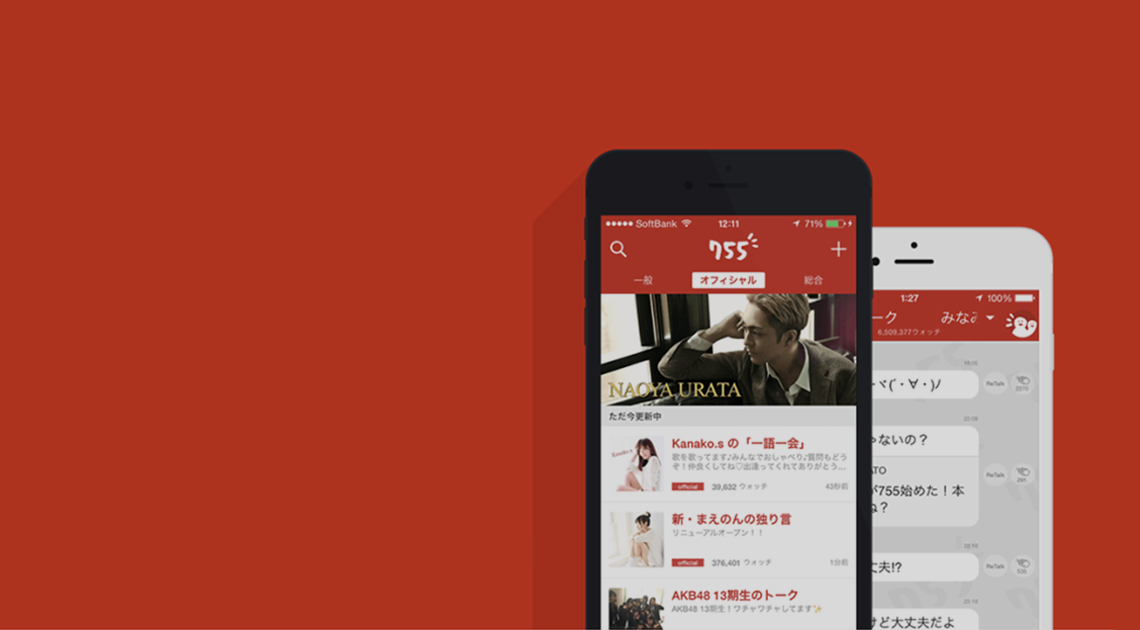 SoftBank 12:11 71%
755
一般 オフィシャル 総合
NAOYA URATA
ただ今更新中
Kanako.s
Kanako.s の「一語一会」
歌を歌ってます♪みんなでおしゃべり♪質問もどう
ぞ！仲良くしてね♡出逢ってくれてありがとう…
official 39,632 ウォッチ 43秒前
新・まえのんの独り言
リニューアルオープン！！
official 376,401 ウォッチ 1分前
AKB48 13期生のトーク
AKB48 13期生！ワチャワチャしてます✨
1:27 100%
ーク みなみ
6,509,377ウォッチ
ーヾ(´・∀・)ﾉ
ReTalk
ゃないの？
ATO
が755始めた！本
ね？
ReTalk
丈夫!?
ReTalk
けど大丈夫だよ